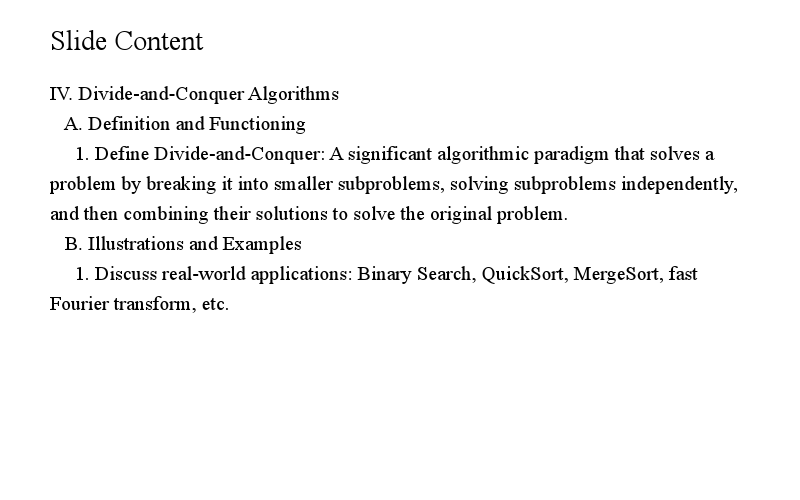 Slide Content
IV. Divide-and-Conquer Algorithms
A. Definition and Functioning
1. Define Divide-and-Conquer: A significant algorithmic paradigm that solves a
problem by breaking it into smaller subproblems, solving subproblems independently,
and then combining their solutions to solve the original problem.
B. Illustrations and Examples
1. Discuss real-world applications: Binary Search, QuickSort, MergeSort, fast
Fourier transform, etc.